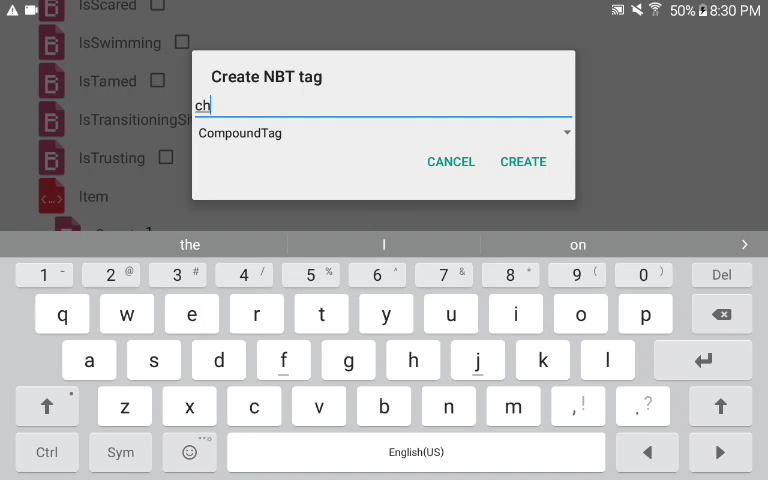 IsScared
50% 8:30 PM
IsSwimming
IsTamed
IsTransitioningSi
IsTrusting
Item
Create NBT tag
ch
CompoundTag
CANCEL CREATE
the I on
1 - 2 @ 3 # 4 / 5 % 6 ^ 7 & 8 * 9 ( 0 ) Del
q w e r t y u i o p
a s d f g h j k l
z x c v b n m , ! . ?
Ctrl Sym English(US)